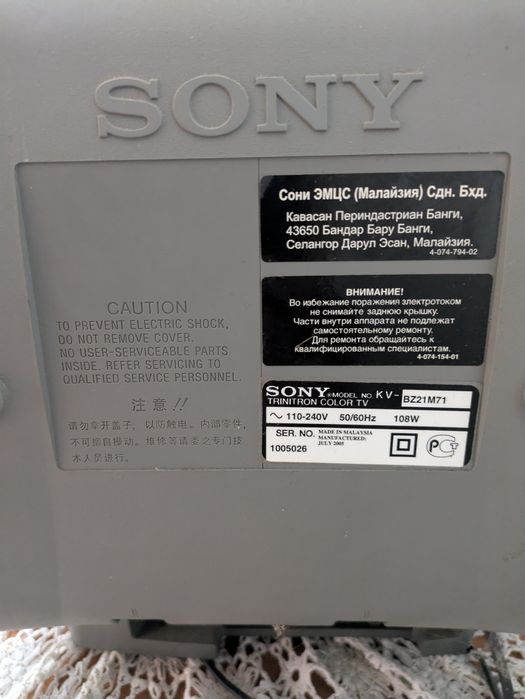 SONY
CAUTION
TO PREVENT ELECTRIC SHOCK,
DO NOT REMOVE COVER.
NO USER-SERVICEABLE PARTS
INSIDE. REFER SERVICING TO
QUALIFIED SERVICE PERSONNEL.
注意!!
请勿拿开盖子，以防触电。内部零件，
不可擅自操动。维修等请委之专门技
术人员进行。
Сони ЭМЦС (Малайзия) Сдн. Бхд.
Кавасан Периндастриан Банги,
43650 Бандар Бару Банги,
Селангор Дарул Эсан, Малайзия.
4-074-794-02
ВНИМАНИЕ!
Во избежание поражения электротоком
не снимайте заднюю крышку.
Части внутри аппарата не подлежат
самостоятельному ремонту.
Для ремонта обращайтесь к
квалифицированным специалистам.
4-074-154-01
SONY ® MODEL NO. KV-BZ21M71
TRINITRON COLOR TV
~ 110-240V 50/60Hz 108W
SER. NO. MADE IN MALAYSIA
MANUFACTURED:
JULY 2005
1005026